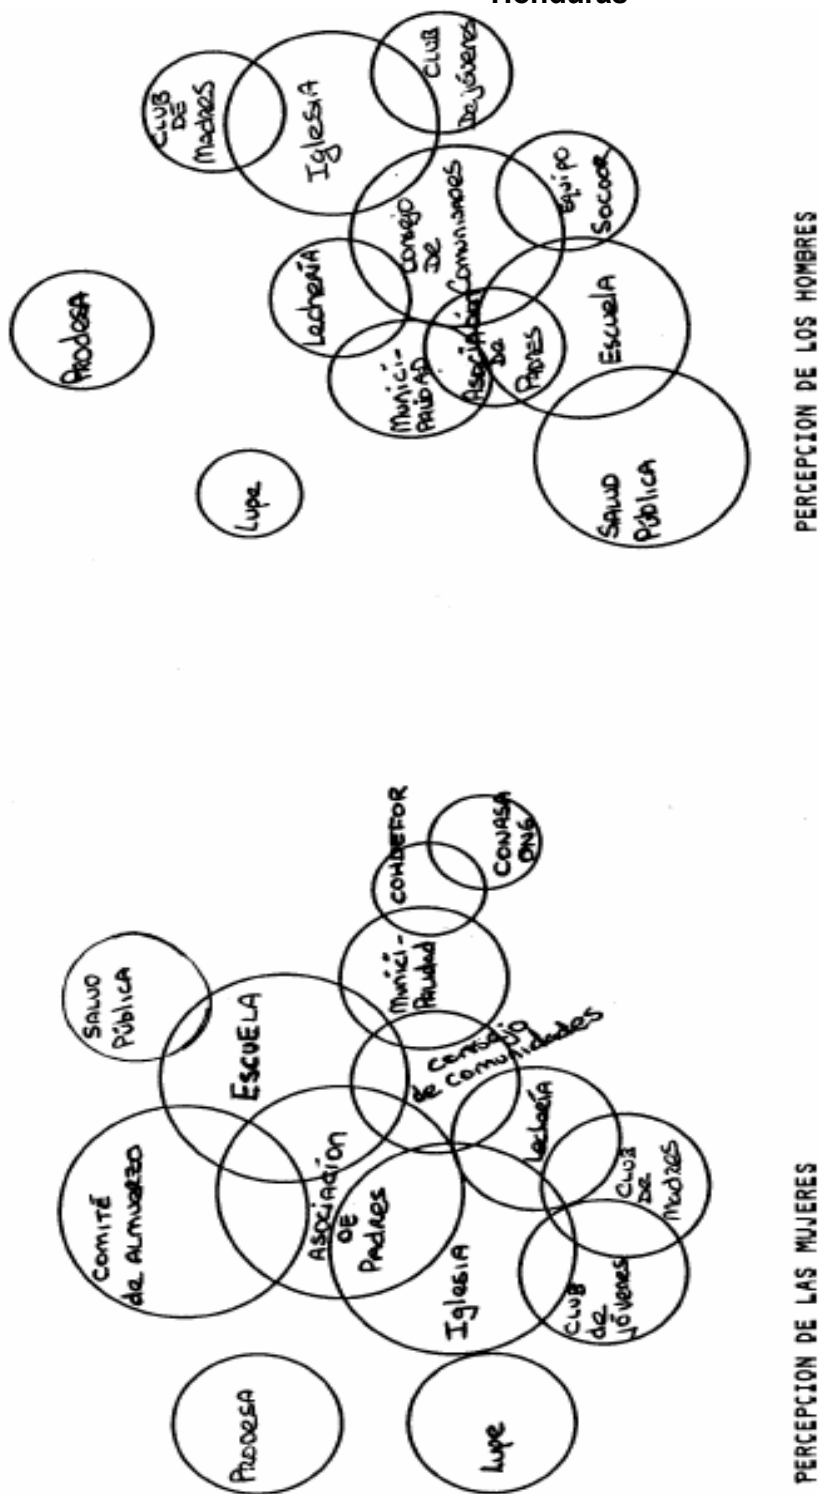 Honduras
PERCEPCION DE LAS MUJERES
PRODESA
Lupe
COMITÉ
de ALMUERZO
SALUD
PÚBLICA
ESCUELA
ASOCIACIÓN
DE
Padres
Iglesia
CLUB
de
jóvenes
CLUB
DE
Madres
Lechería
Consejo
de comunidades
Munici-
palidad
COHDEFOR
CONASA
ONG
PERCEPCION DE LOS HOMBRES
Prodesa
Lupe
CLUB
DE
Madres
Iglesia
CLUB
De jóvenes
Lechería
Consejo
DE
Comunidades
Munici-
palidad
Asociación
De
Padres
Equipo
Socoer
Escuela
SALUD
Pública